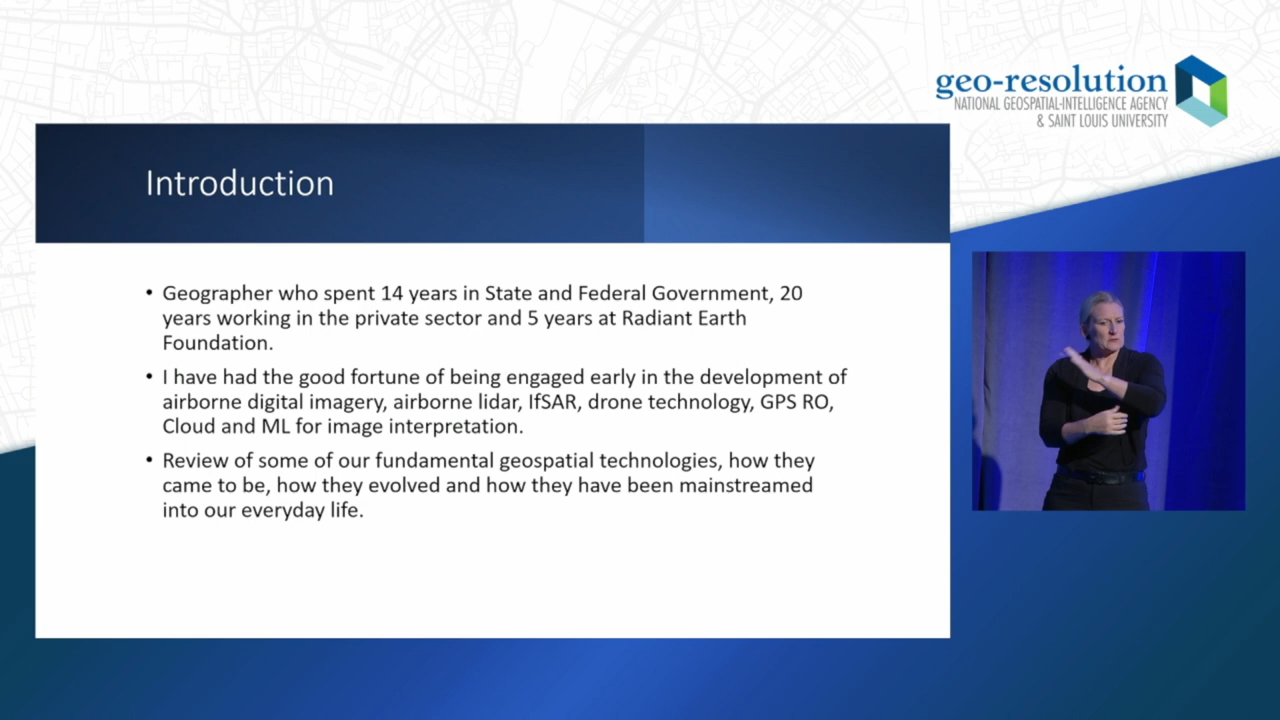 geo-resolution
NATIONAL GEOSPATIAL-INTELLIGENCE AGENCY
& SAINT LOUIS UNIVERSITY
Introduction
• Geographer who spent 14 years in State and Federal Government, 20
years working in the private sector and 5 years at Radiant Earth
Foundation.
• I have had the good fortune of being engaged early in the development of
airborne digital imagery, airborne lidar, IfSAR, drone technology, GPS RO,
Cloud and ML for image interpretation.
• Review of some of our fundamental geospatial technologies, how they
came to be, how they evolved and how they have been mainstreamed
into our everyday life.